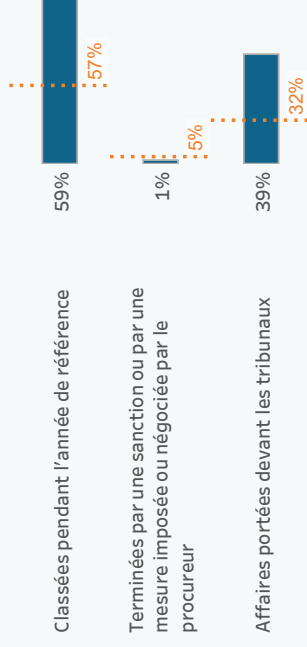 Classées pendant l'année de référence
59%
57%
Terminées par une sanction ou par une
mesure imposée ou négociée par le
procureur
1%
5%
Affaires portées devant les tribunaux
39%
32%